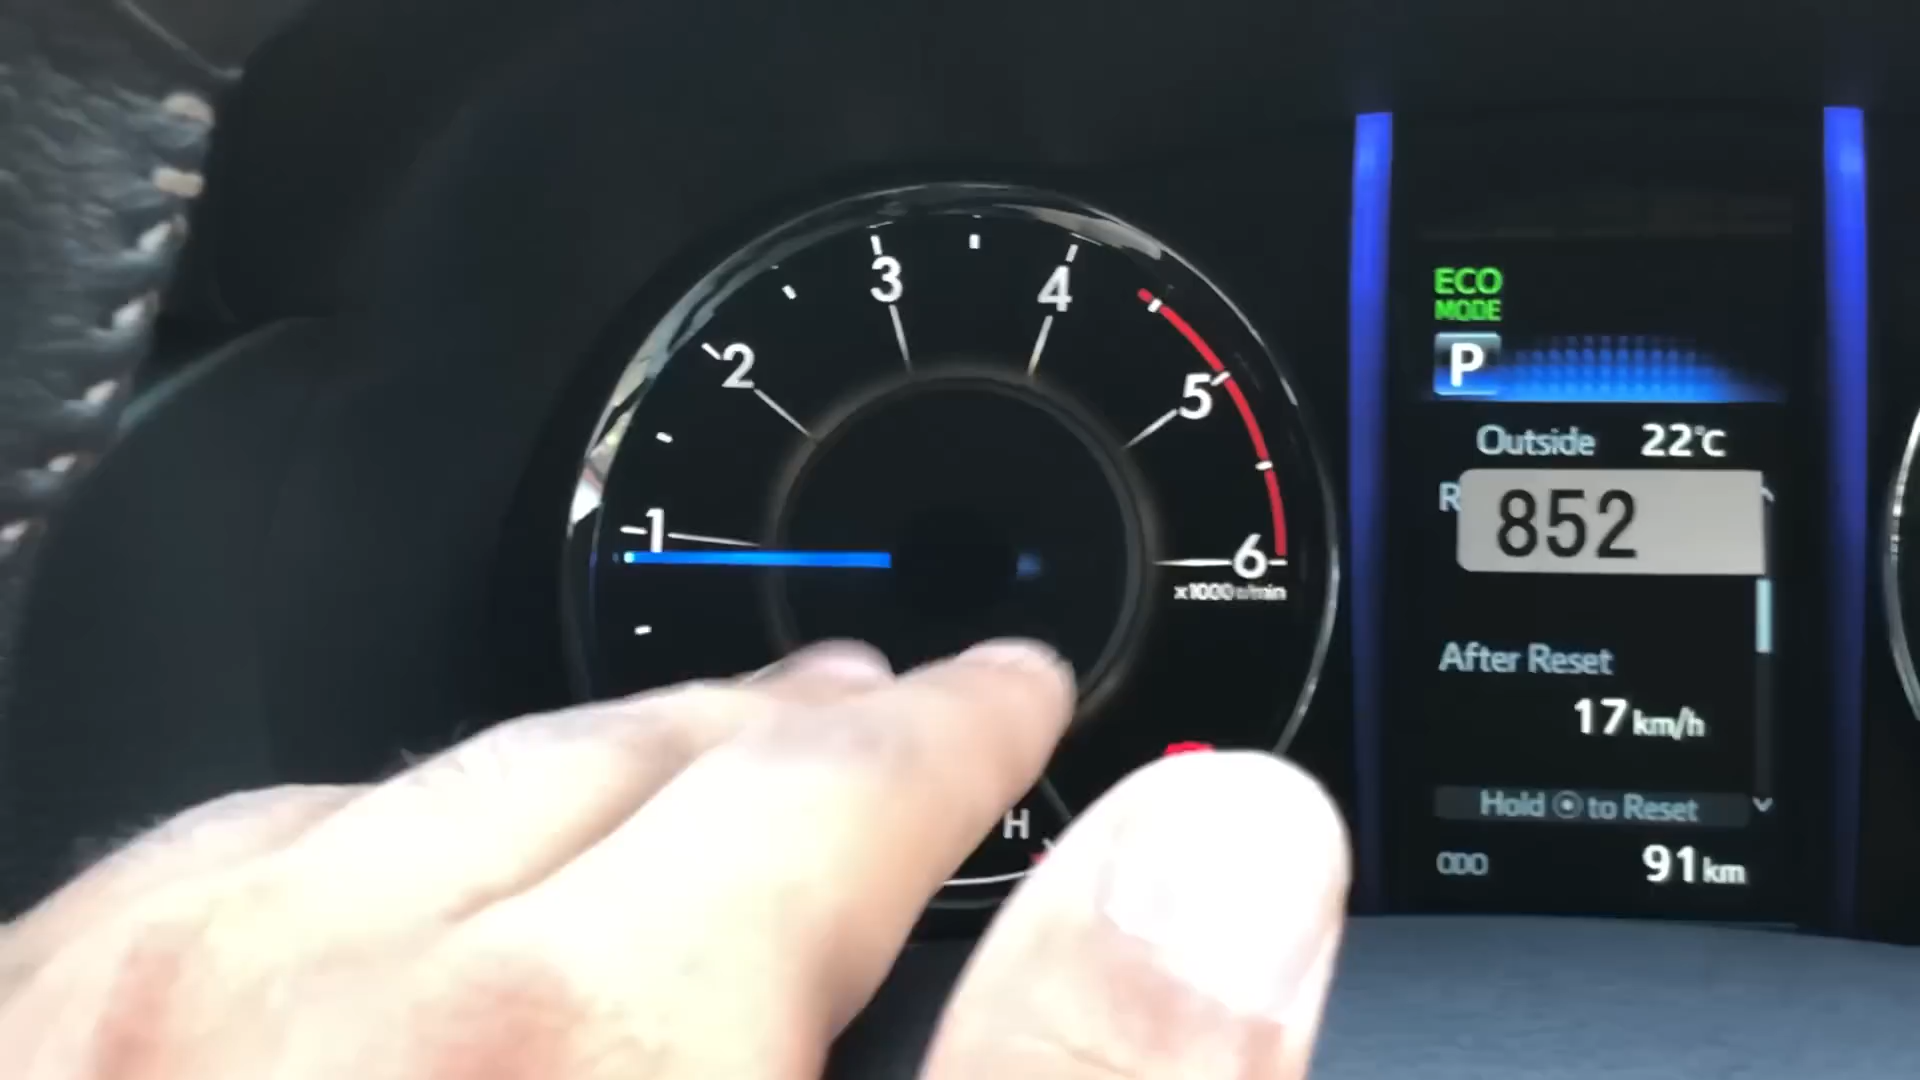 3
4
2
5
1
6
x1000 r/min
H
ECO
MODE
P
Outside 22°C
R
852
After Reset
17 km/h
Hold to Reset
ODO 91 km